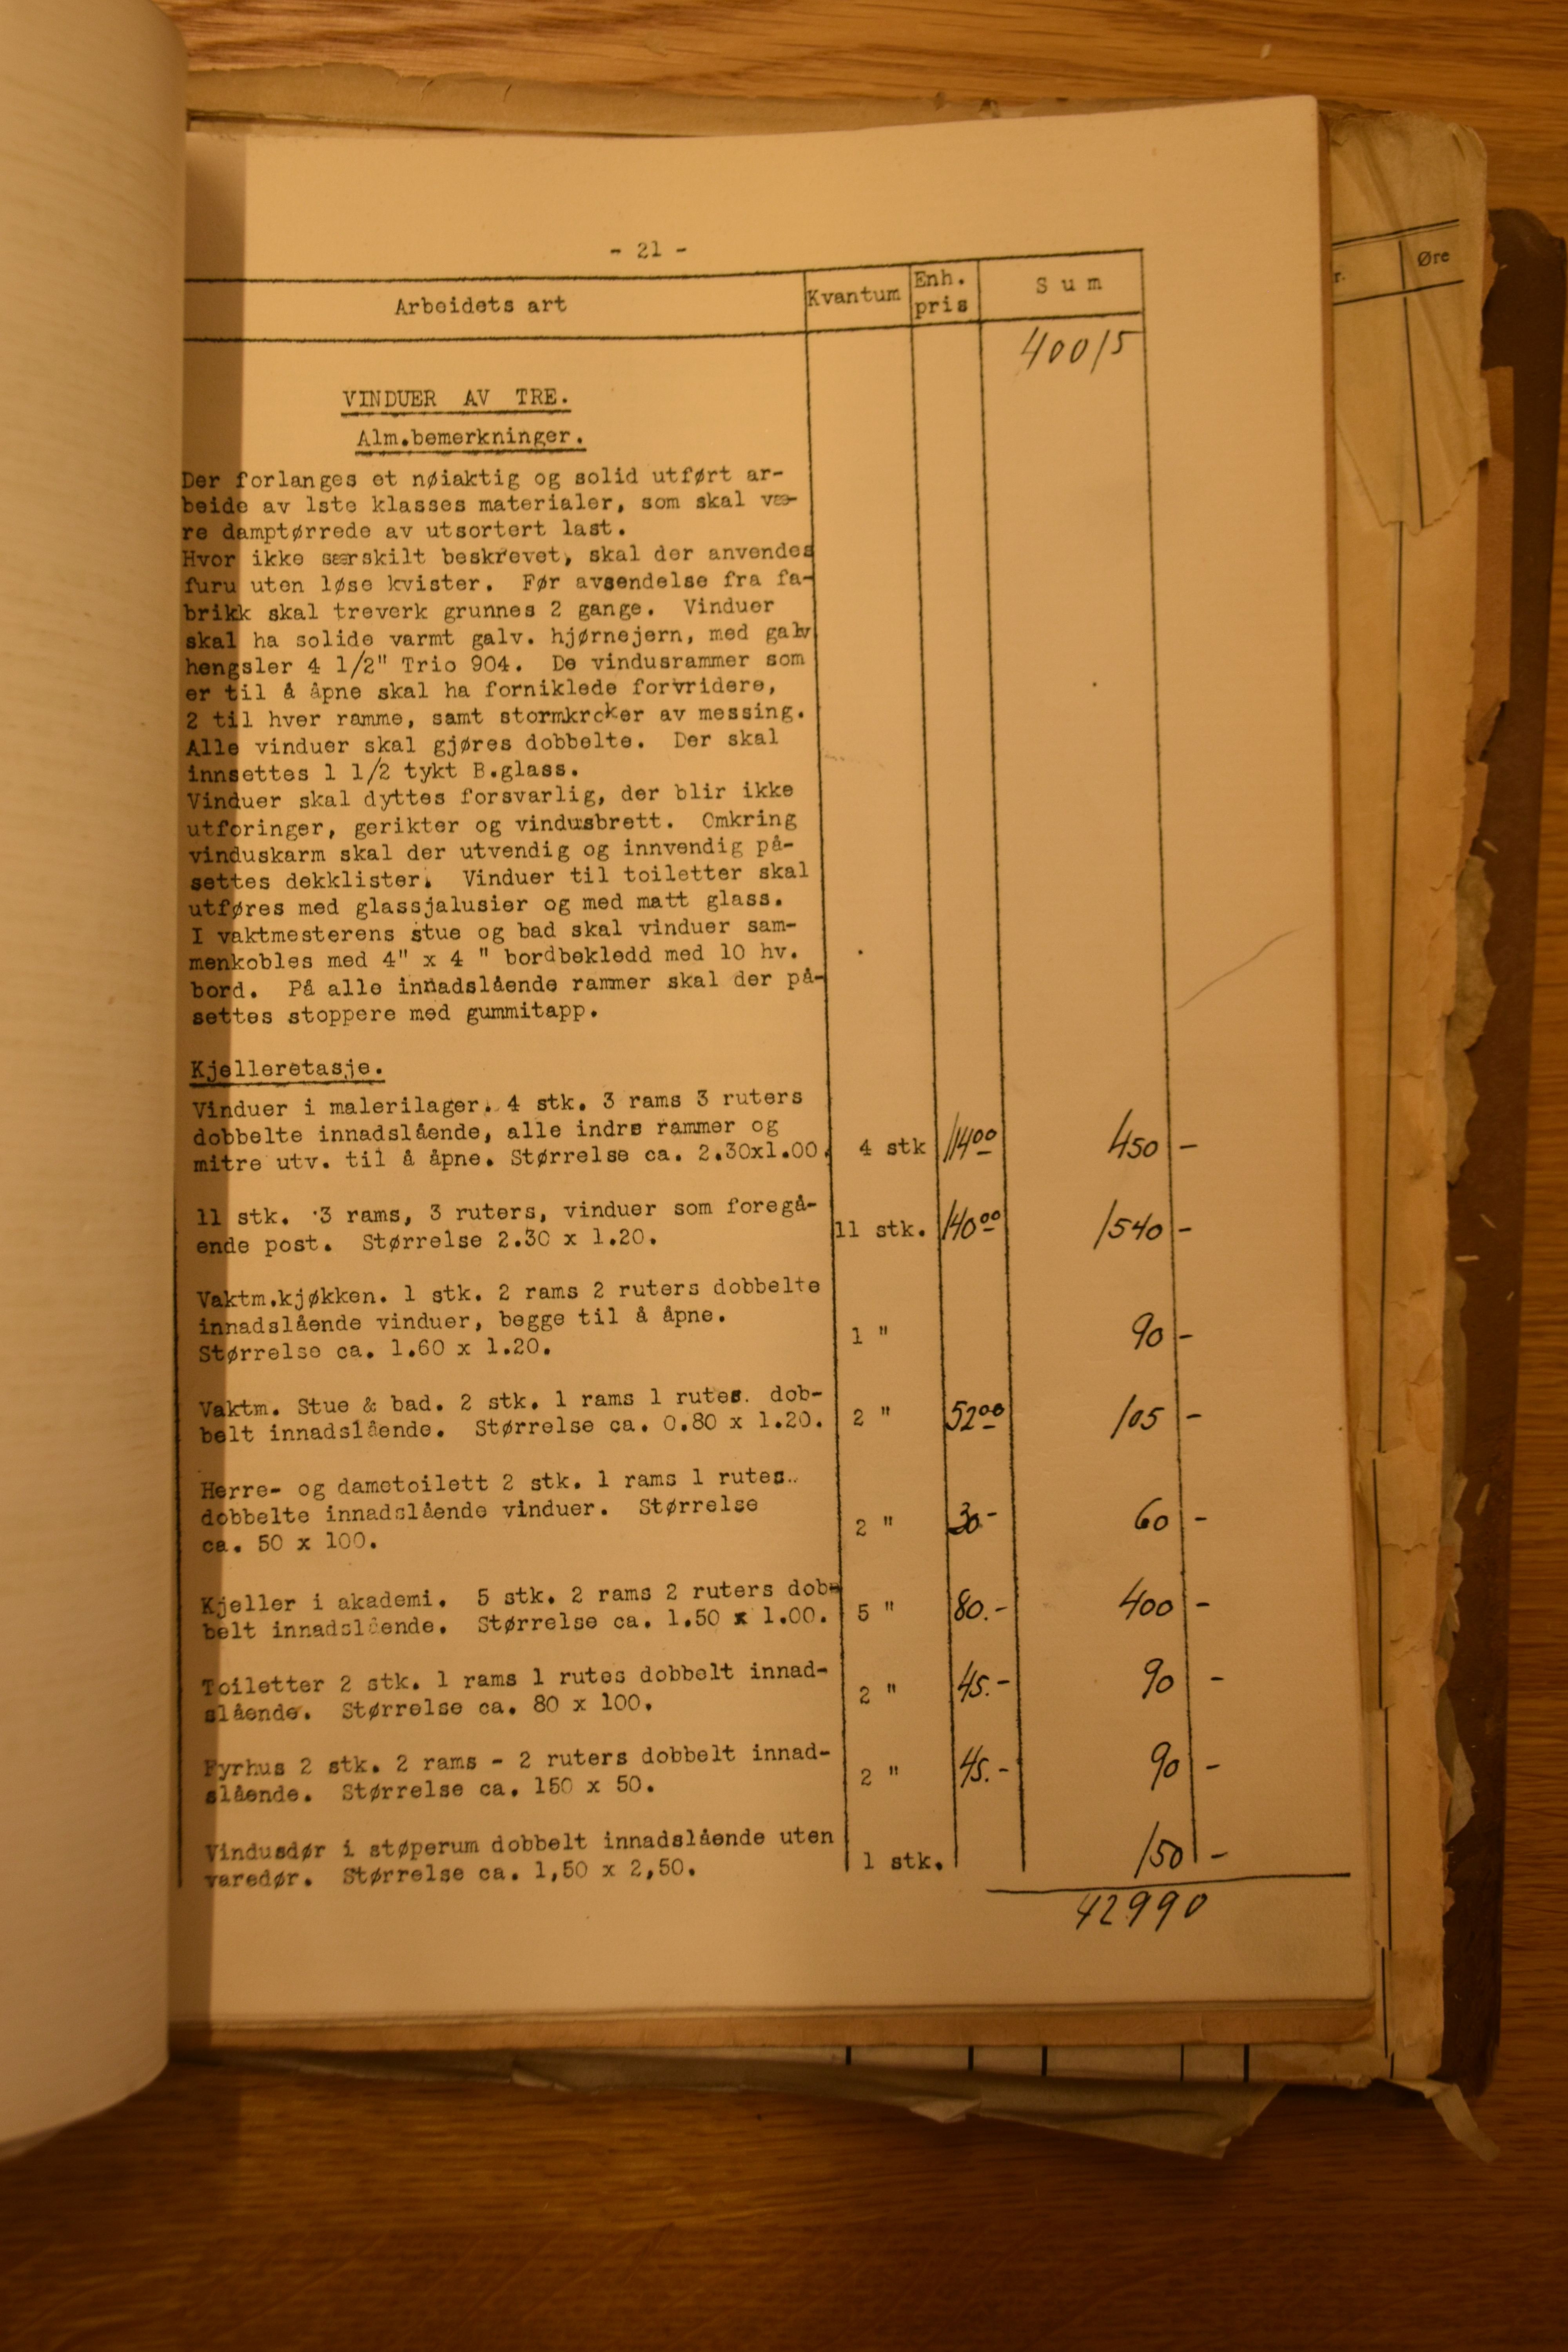 - 21 -
Arbeidets art Kvantum Enh. pris Sum
Øre
40015
VINDUER AV TRE.
Alm.bemerkninger.
Der forlanges et nøiaktig og solid utført ar-
beide av 1ste klasses materialer, som skal væ-
re damptørrede av utsortert last.
Hvor ikke særskilt beskrevet, skal der anvendes
furu uten løse kvister. Før avsendelse fra fa-
brikk skal treverk grunnes 2 gange. Vinduer
skal ha solide varmt galv. hjørnejern, med galv
hengsler 4 1/2" Trio 904. De vindusrammer som
er til å åpne skal ha forniklede forvridere,
2 til hver ramme, samt stormkroker av messing.
Alle vinduer skal gjøres dobbelte. Der skal
innsettes 1 1/2 tykt B.glass.
Vinduer skal dyttes forsvarlig, der blir ikke
utforinger, gerikter og vindusbrett. Omkring
vinduskarm skal der utvendig og innvendig på-
settes dekklister. Vinduer til toiletter skal
utføres med glassjalusier og med matt glass.
I vaktmesterens stue og bad skal vinduer sam-
menkobles med 4" x 4 " bordbekledd med 10 hv.
bord. På alle innadslående rammer skal der på-
settes stoppere med gummitapp.
Kjelleretasje.
Vinduer i malerilager. 4 stk. 3 rams 3 ruters
dobbelte innadslående, alle indre rammer og
mitre utv. til å åpne. Størrelse ca. 2.30x1.00. 4 stk 11400 450 -
11 stk. 3 rams, 3 ruters, vinduer som foregå-
ende post. Størrelse 2.30 x 1.20. 11 stk. 14000 1540 -
Vaktm.kjøkken. 1 stk. 2 rams 2 ruters dobbelte
innadslående vinduer, begge til å åpne.
Størrelse ca. 1.60 x 1.20. 1 " 90 -
Vaktm. Stue & bad. 2 stk. 1 rams 1 rutes. dob-
belt innadslående. Størrelse ca. 0.80 x 1.20. 2 " 5200 105 -
Herre- og dametoilett 2 stk. 1 rams 1 rutes..
dobbelte innadslående vinduer. Størrelse
ca. 50 x 100. 2 " 30.- 60 -
Kjeller i akademi. 5 stk. 2 rams 2 ruters dob-
belt innadslående. Størrelse ca. 1.50 x 1.00. 5 " 80.- 400 -
Toiletter 2 stk. 1 rams 1 rutes dobbelt innad-
slående. Størrelse ca. 80 x 100. 2 " 45.- 90 -
Fyrhus 2 stk. 2 rams - 2 ruters dobbelt innad-
slående. Størrelse ca. 150 x 50. 2 " 45.- 90 -
Vindusdør i støperum dobbelt innadslående uten
varedør. Størrelse ca. 1,50 x 2,50. 1 stk. 150 -
42990